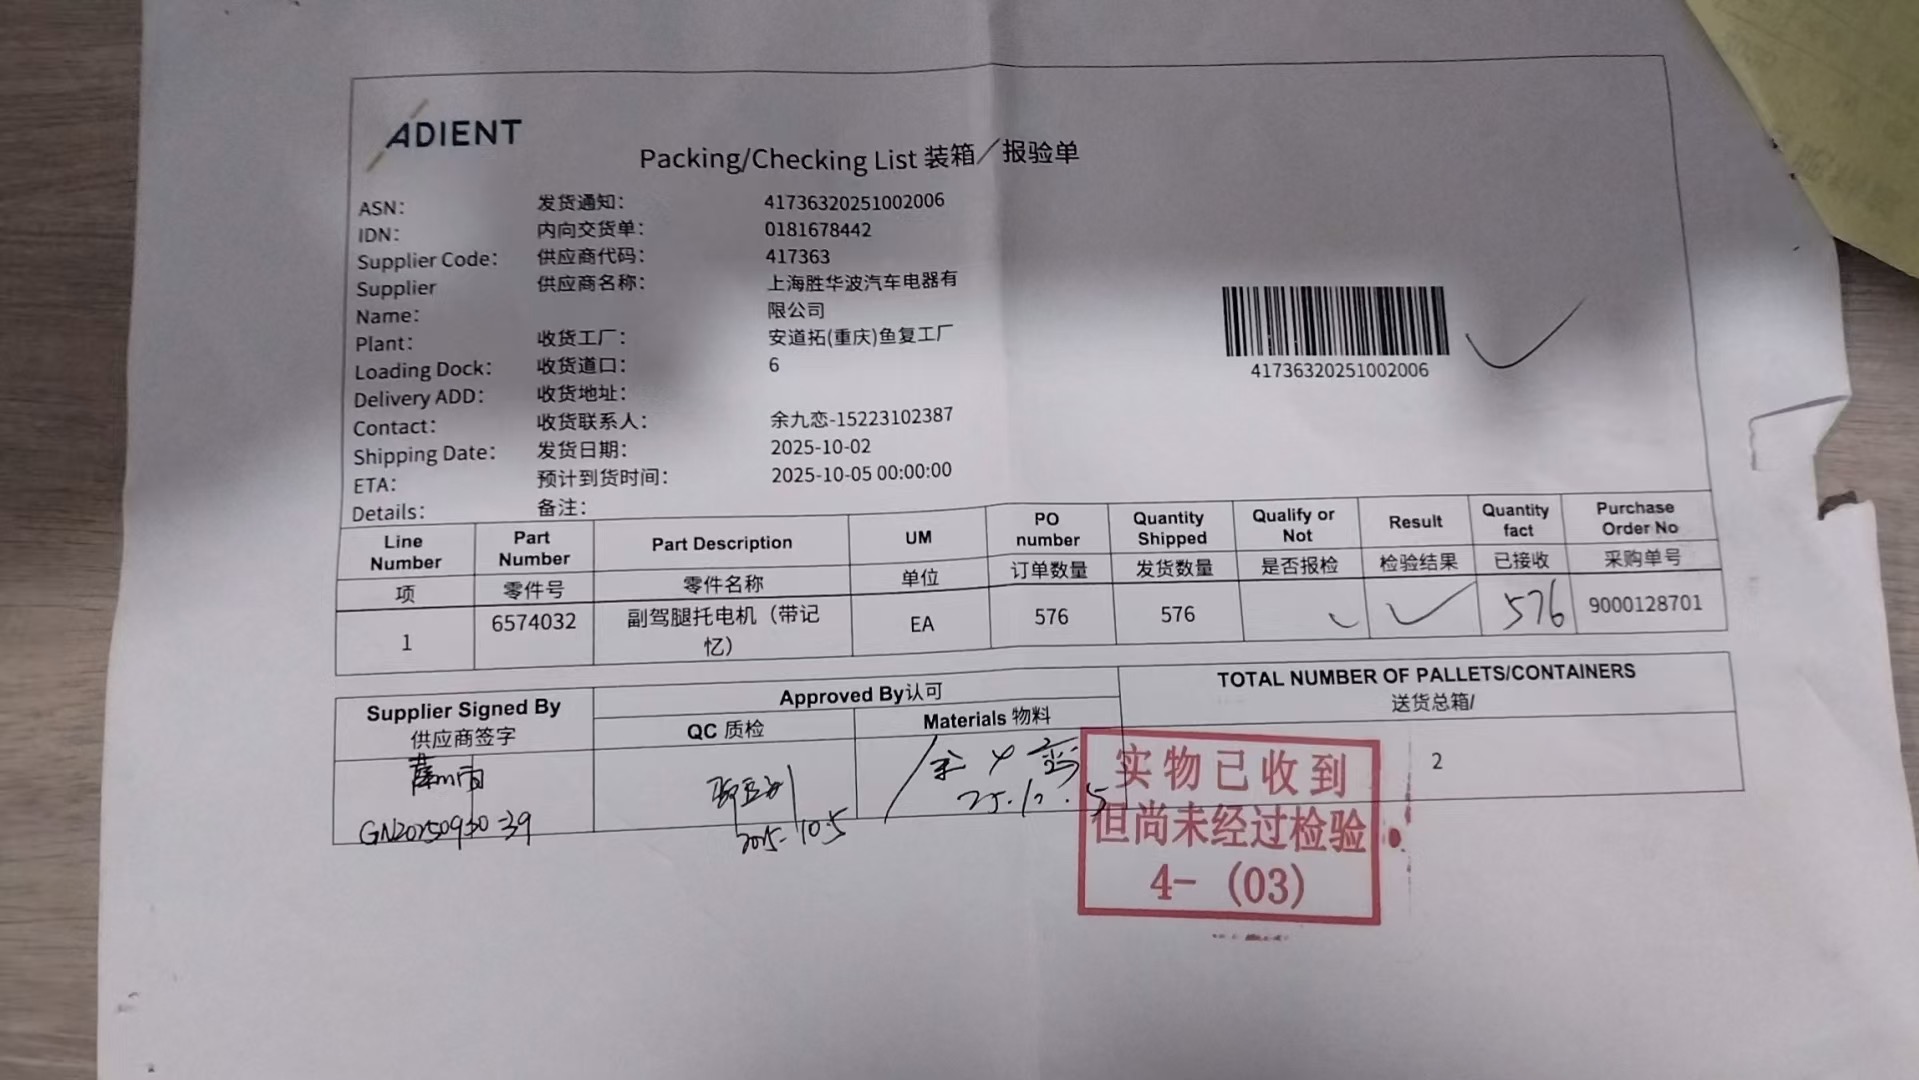 ADIENT
Packing/Checking List 装箱/报验单
ASN: 发货通知: 41736320251002006
IDN: 内向交货单: 0181678442
Supplier Code: 供应商代码: 417363
Supplier 供应商名称: 上海胜华波汽车电器有
Name: 限公司
Plant: 收货工厂: 安道拓(重庆)鱼复工厂
Loading Dock: 收货道口: 6
Delivery ADD: 收货地址:
Contact: 收货联系人: 余九恋-15223102387
Shipping Date: 发货日期: 2025-10-02
ETA: 预计到货时间: 2025-10-05 00:00:00
Details: 备注:
41736320251002006
Line Number Part Number Part Description UM PO number Quantity Shipped Qualify or Not Result Quantity fact Purchase Order No
项 零件号 零件名称 单位 订单数量 发货数量 是否报检 检验结果 已接收 采购单号
1 6574032 副驾腿托电机（带记忆） EA 576 576 576 9000128701
Supplier Signed By Approved By认可 TOTAL NUMBER OF PALLETS/CONTAINERS
供应商签字 QC 质检 Materials 物料 送货总箱/
2
GN20250930-39
2025-10.5
实物已收到
但尚未经过检验
4-（03）